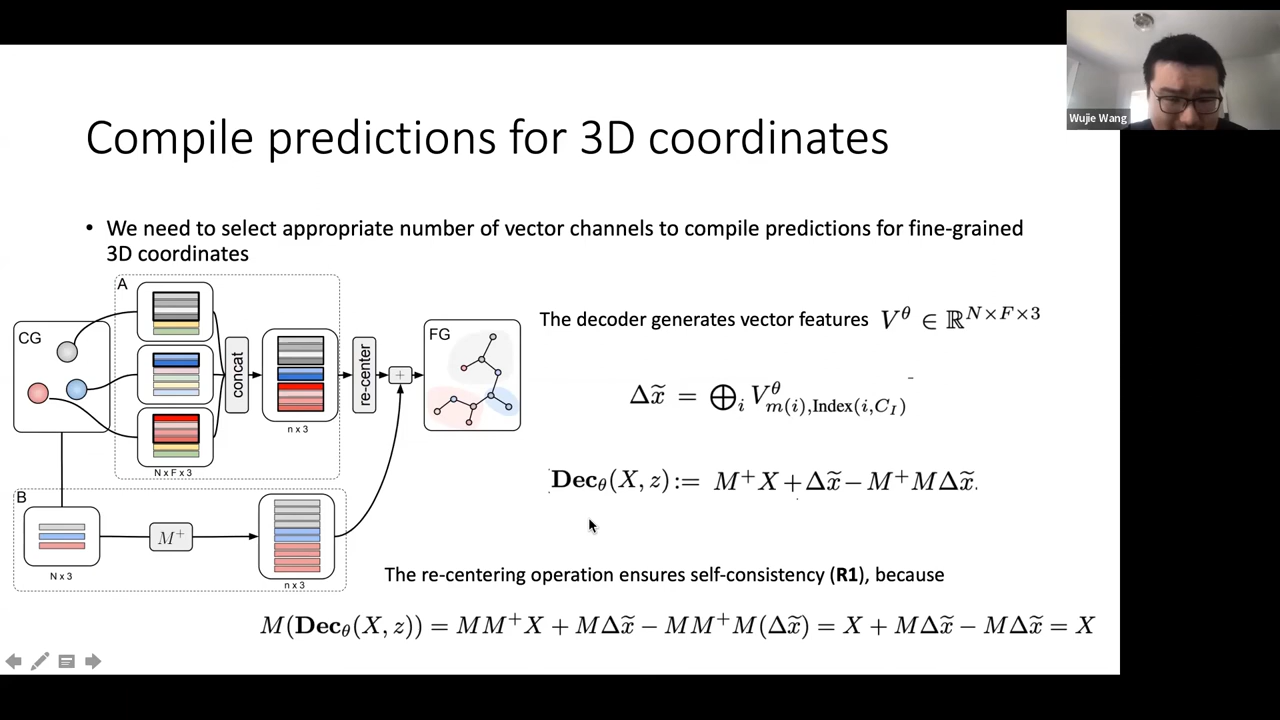 Wujie Wang
Compile predictions for 3D coordinates
• We need to select appropriate number of vector channels to compile predictions for fine-grained
3D coordinates
A
CG
concat
re-center
+
FG
n x 3
N x F x 3
B
M⁺
N x 3
n x 3
The decoder generates vector features V^θ ∈ ℝ^{N×F×3}
Δx̃ = ⊕_i V^θ_{m(i),Index(i,C_I)}
Dec_θ(X, z) := M⁺X + Δx̃ − M⁺MΔx̃.
The re-centering operation ensures self-consistency (R1), because
M(Dec_θ(X, z)) = MM⁺X + MΔx̃ − MM⁺M(Δx̃) = X + MΔx̃ − MΔx̃ = X